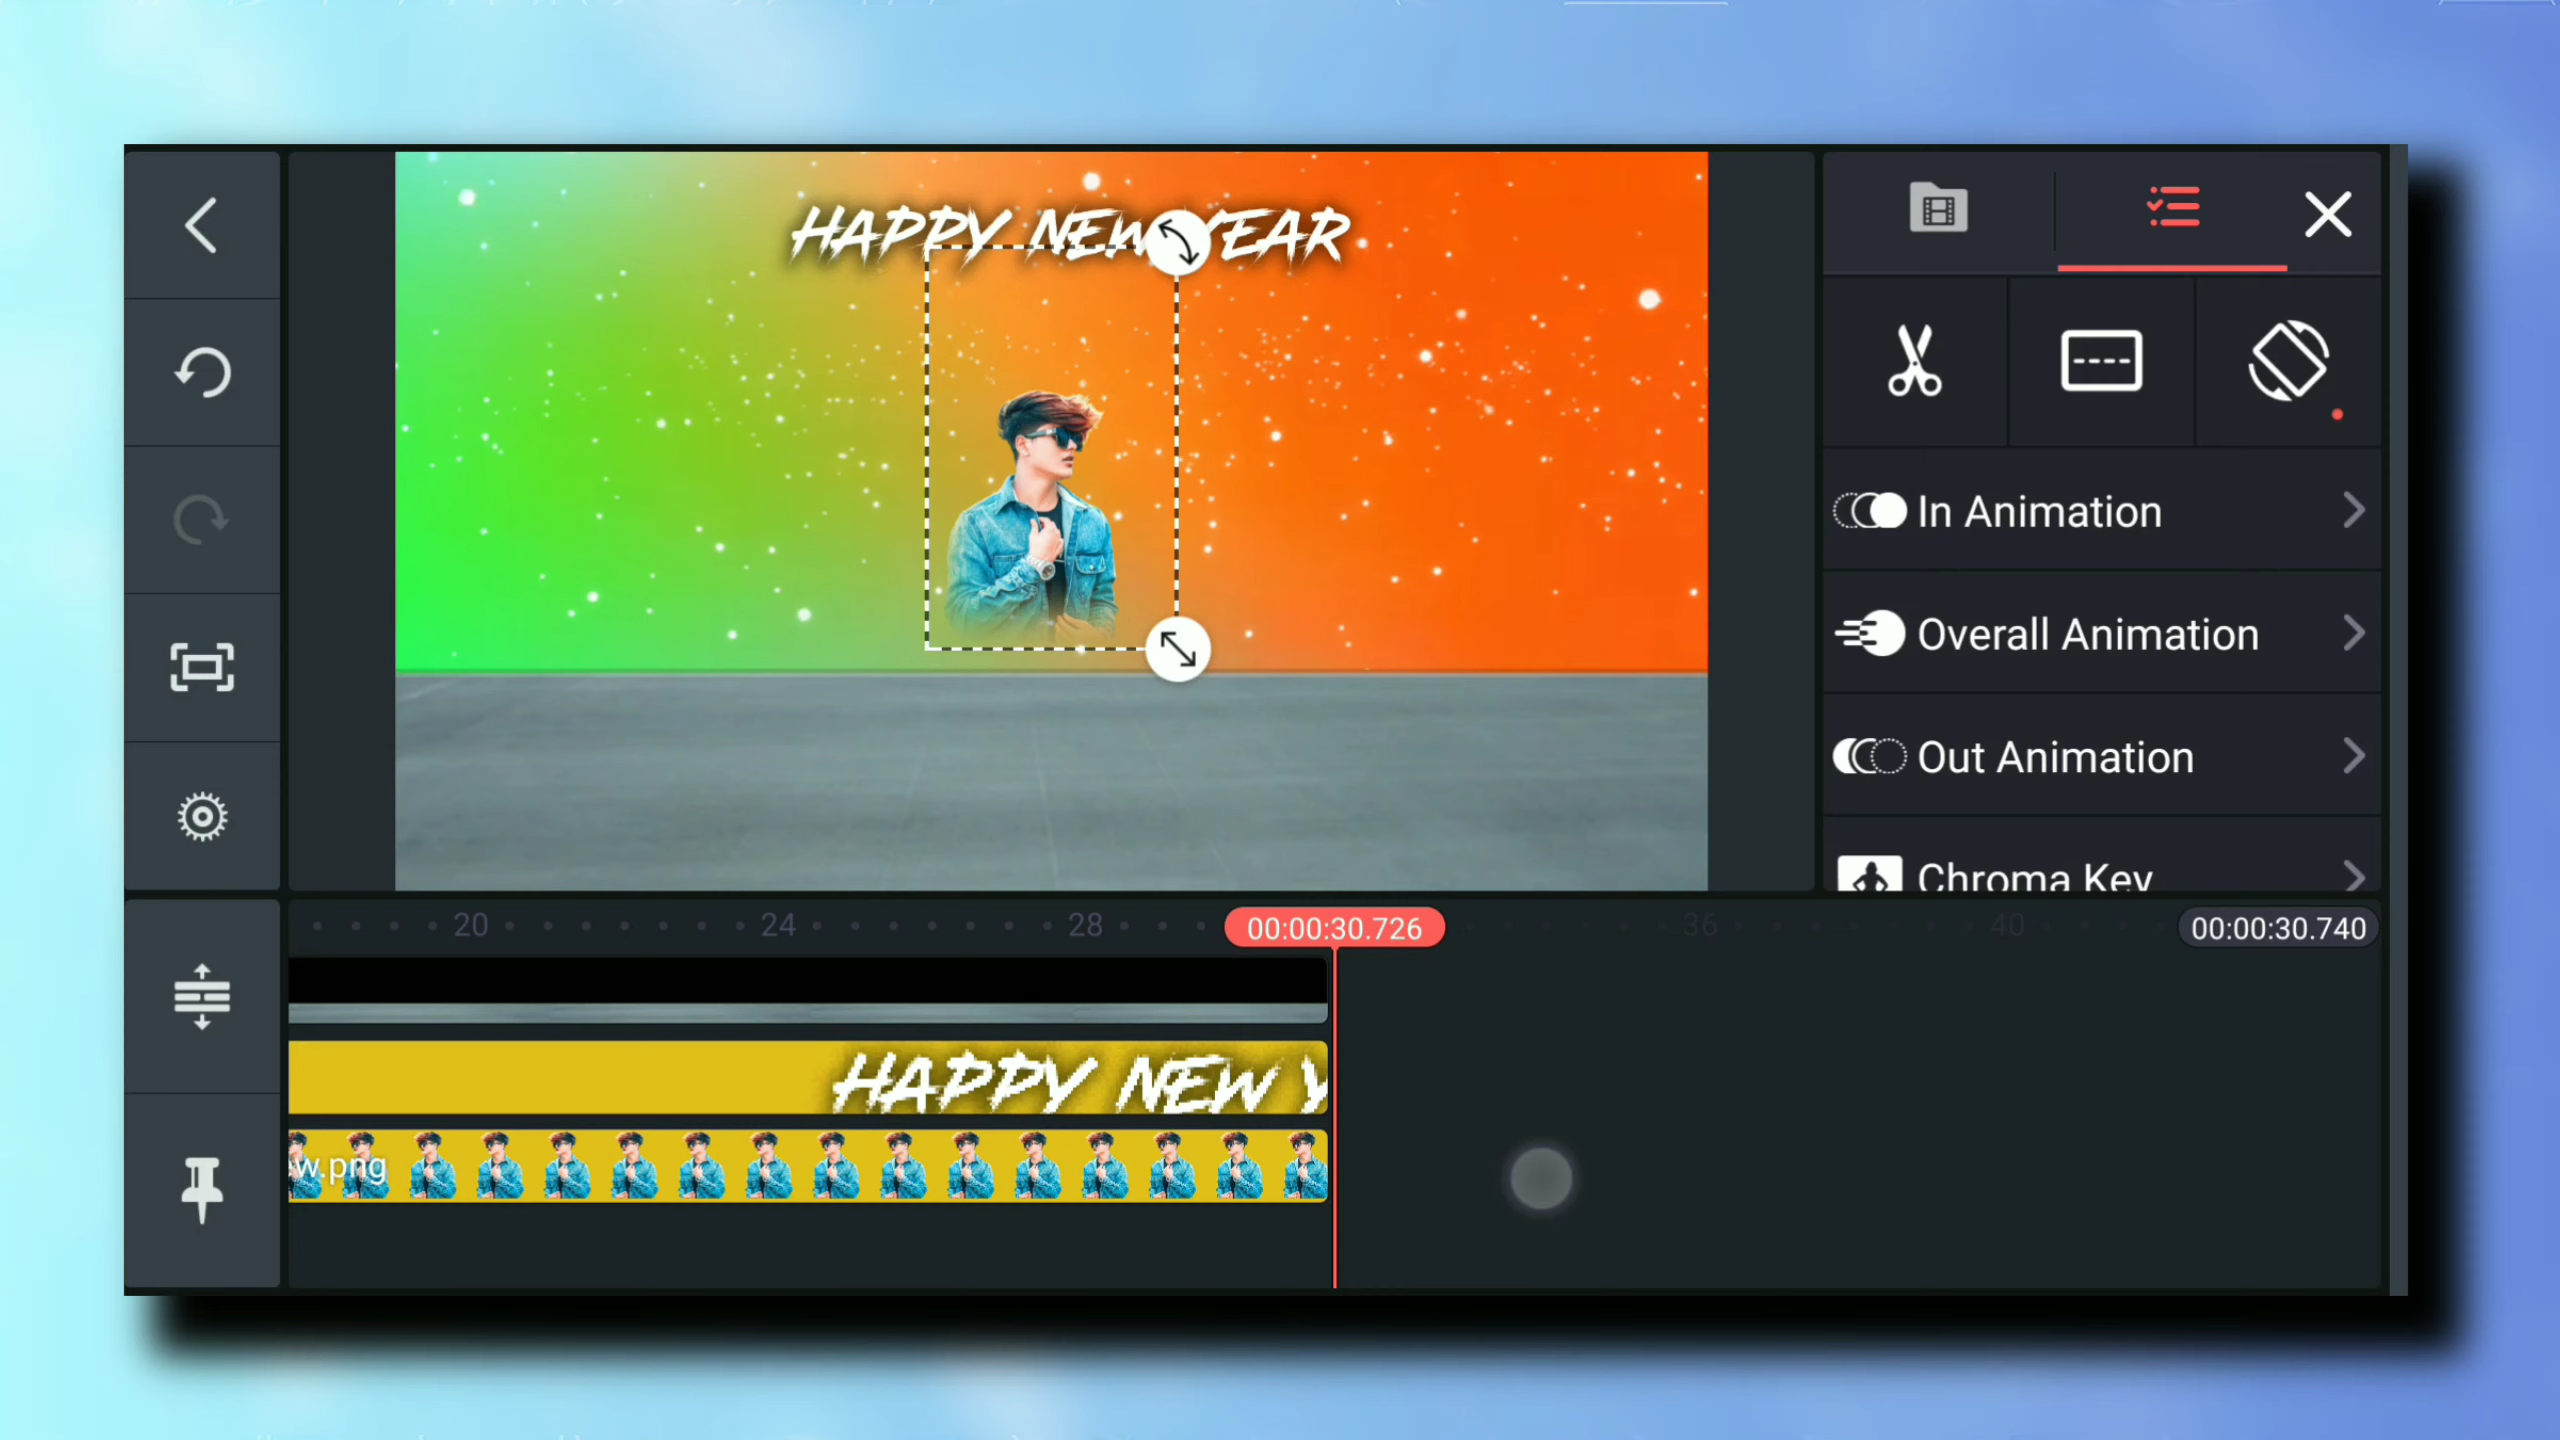 HAPPY NEW YEAR
In Animation
Overall Animation
Out Animation
Chroma Key
20
24
28
00:00:30.726
36
40
00:00:30.740
HAPPY NEW Y
w.png